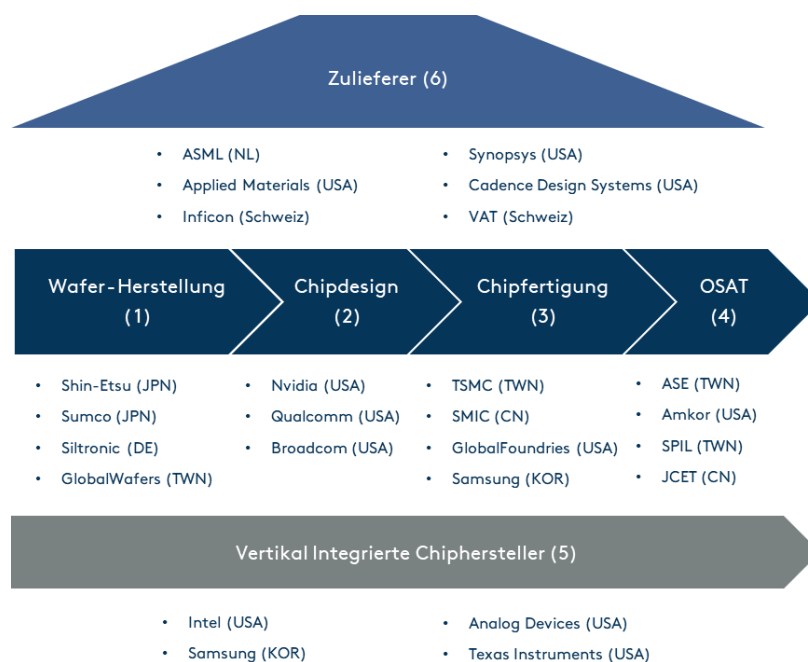 Zulieferer (6)
• ASML (NL)
• Applied Materials (USA)
• Inficon (Schweiz)
• Synopsys (USA)
• Cadence Design Systems (USA)
• VAT (Schweiz)
Wafer-Herstellung
(1)
Chipdesign
(2)
Chipfertigung
(3)
OSAT
(4)
• Shin-Etsu (JPN)
• Sumco (JPN)
• Siltronic (DE)
• GlobalWafers (TWN)
• Nvidia (USA)
• Qualcomm (USA)
• Broadcom (USA)
• TSMC (TWN)
• SMIC (CN)
• GlobalFoundries (USA)
• Samsung (KOR)
• ASE (TWN)
• Amkor (USA)
• SPIL (TWN)
• JCET (CN)
Vertikal Integrierte Chiphersteller (5)
• Intel (USA)
• Samsung (KOR)
• Analog Devices (USA)
• Texas Instruments (USA)